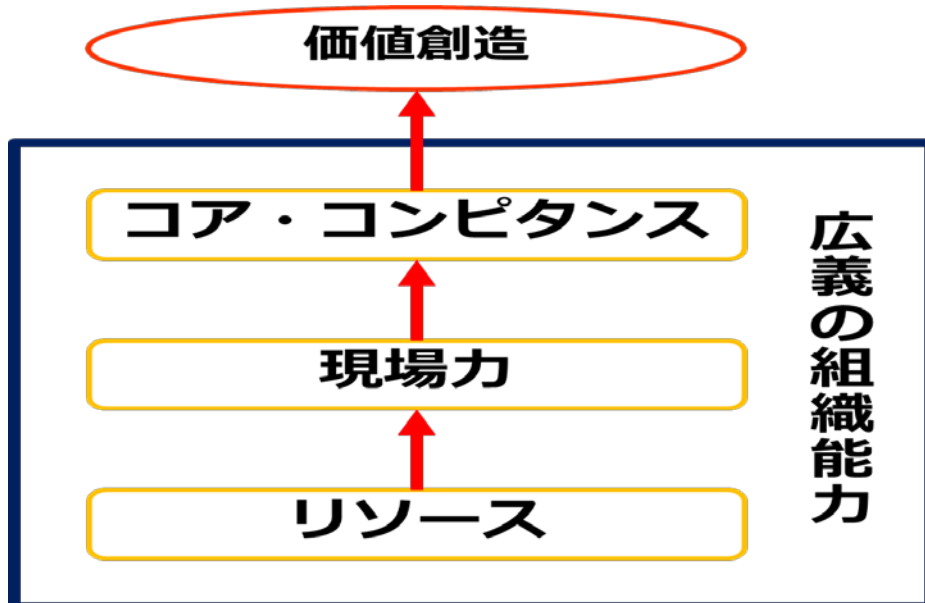 価値創造
コア・コンピタンス
現場力
リソース
広義の組織能力